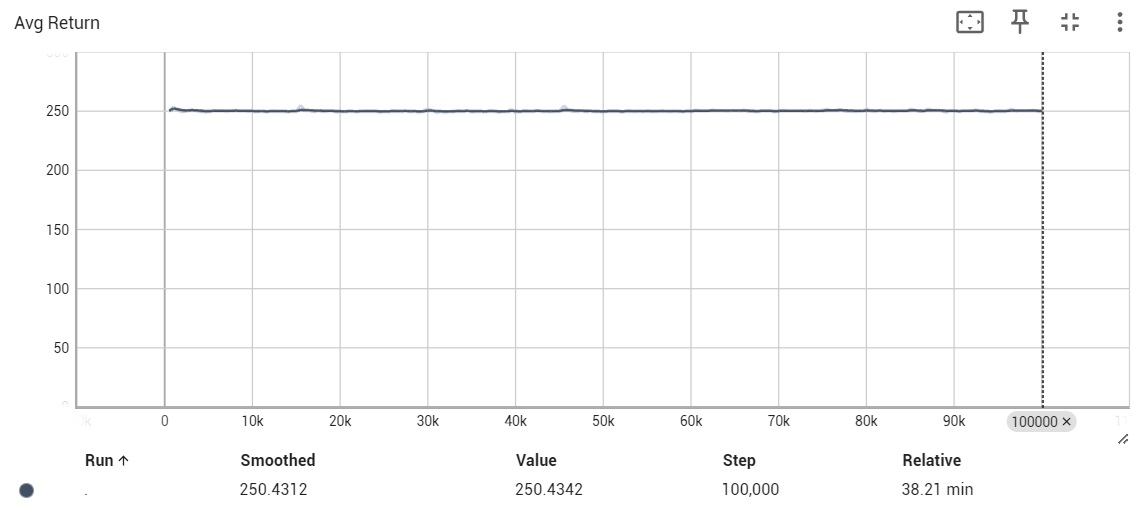 Avg Return
250
200
150
100
50
0 10k 20k 30k 40k 50k 60k 70k 80k 90k 100000 ×
Run ↑ Smoothed Value Step Relative
. 250.4312 250.4342 100,000 38.21 min